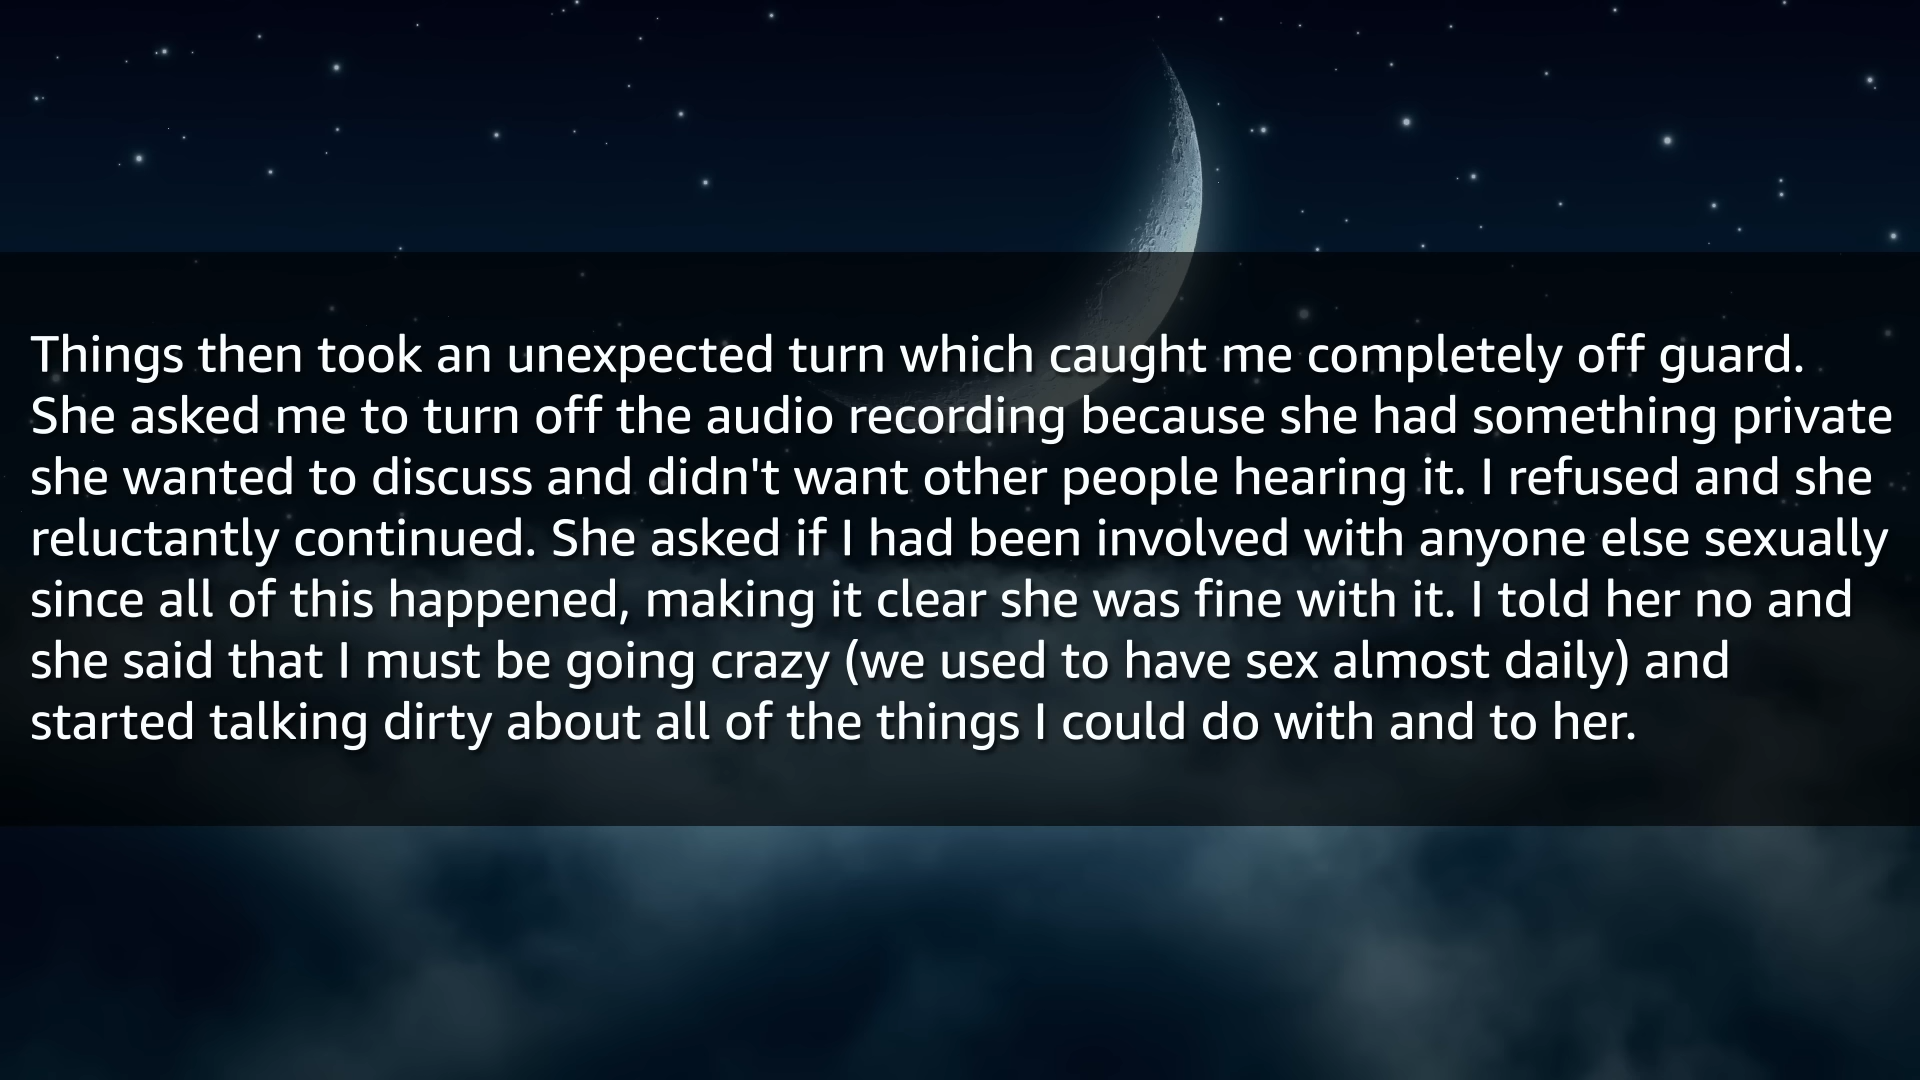 Things then took an unexpected turn which caught me completely off guard.
She asked me to turn off the audio recording because she had something private
she wanted to discuss and didn't want other people hearing it. I refused and she
reluctantly continued. She asked if I had been involved with anyone else sexually
since all of this happened, making it clear she was fine with it. I told her no and
she said that I must be going crazy (we used to have sex almost daily) and
started talking dirty about all of the things I could do with and to her.